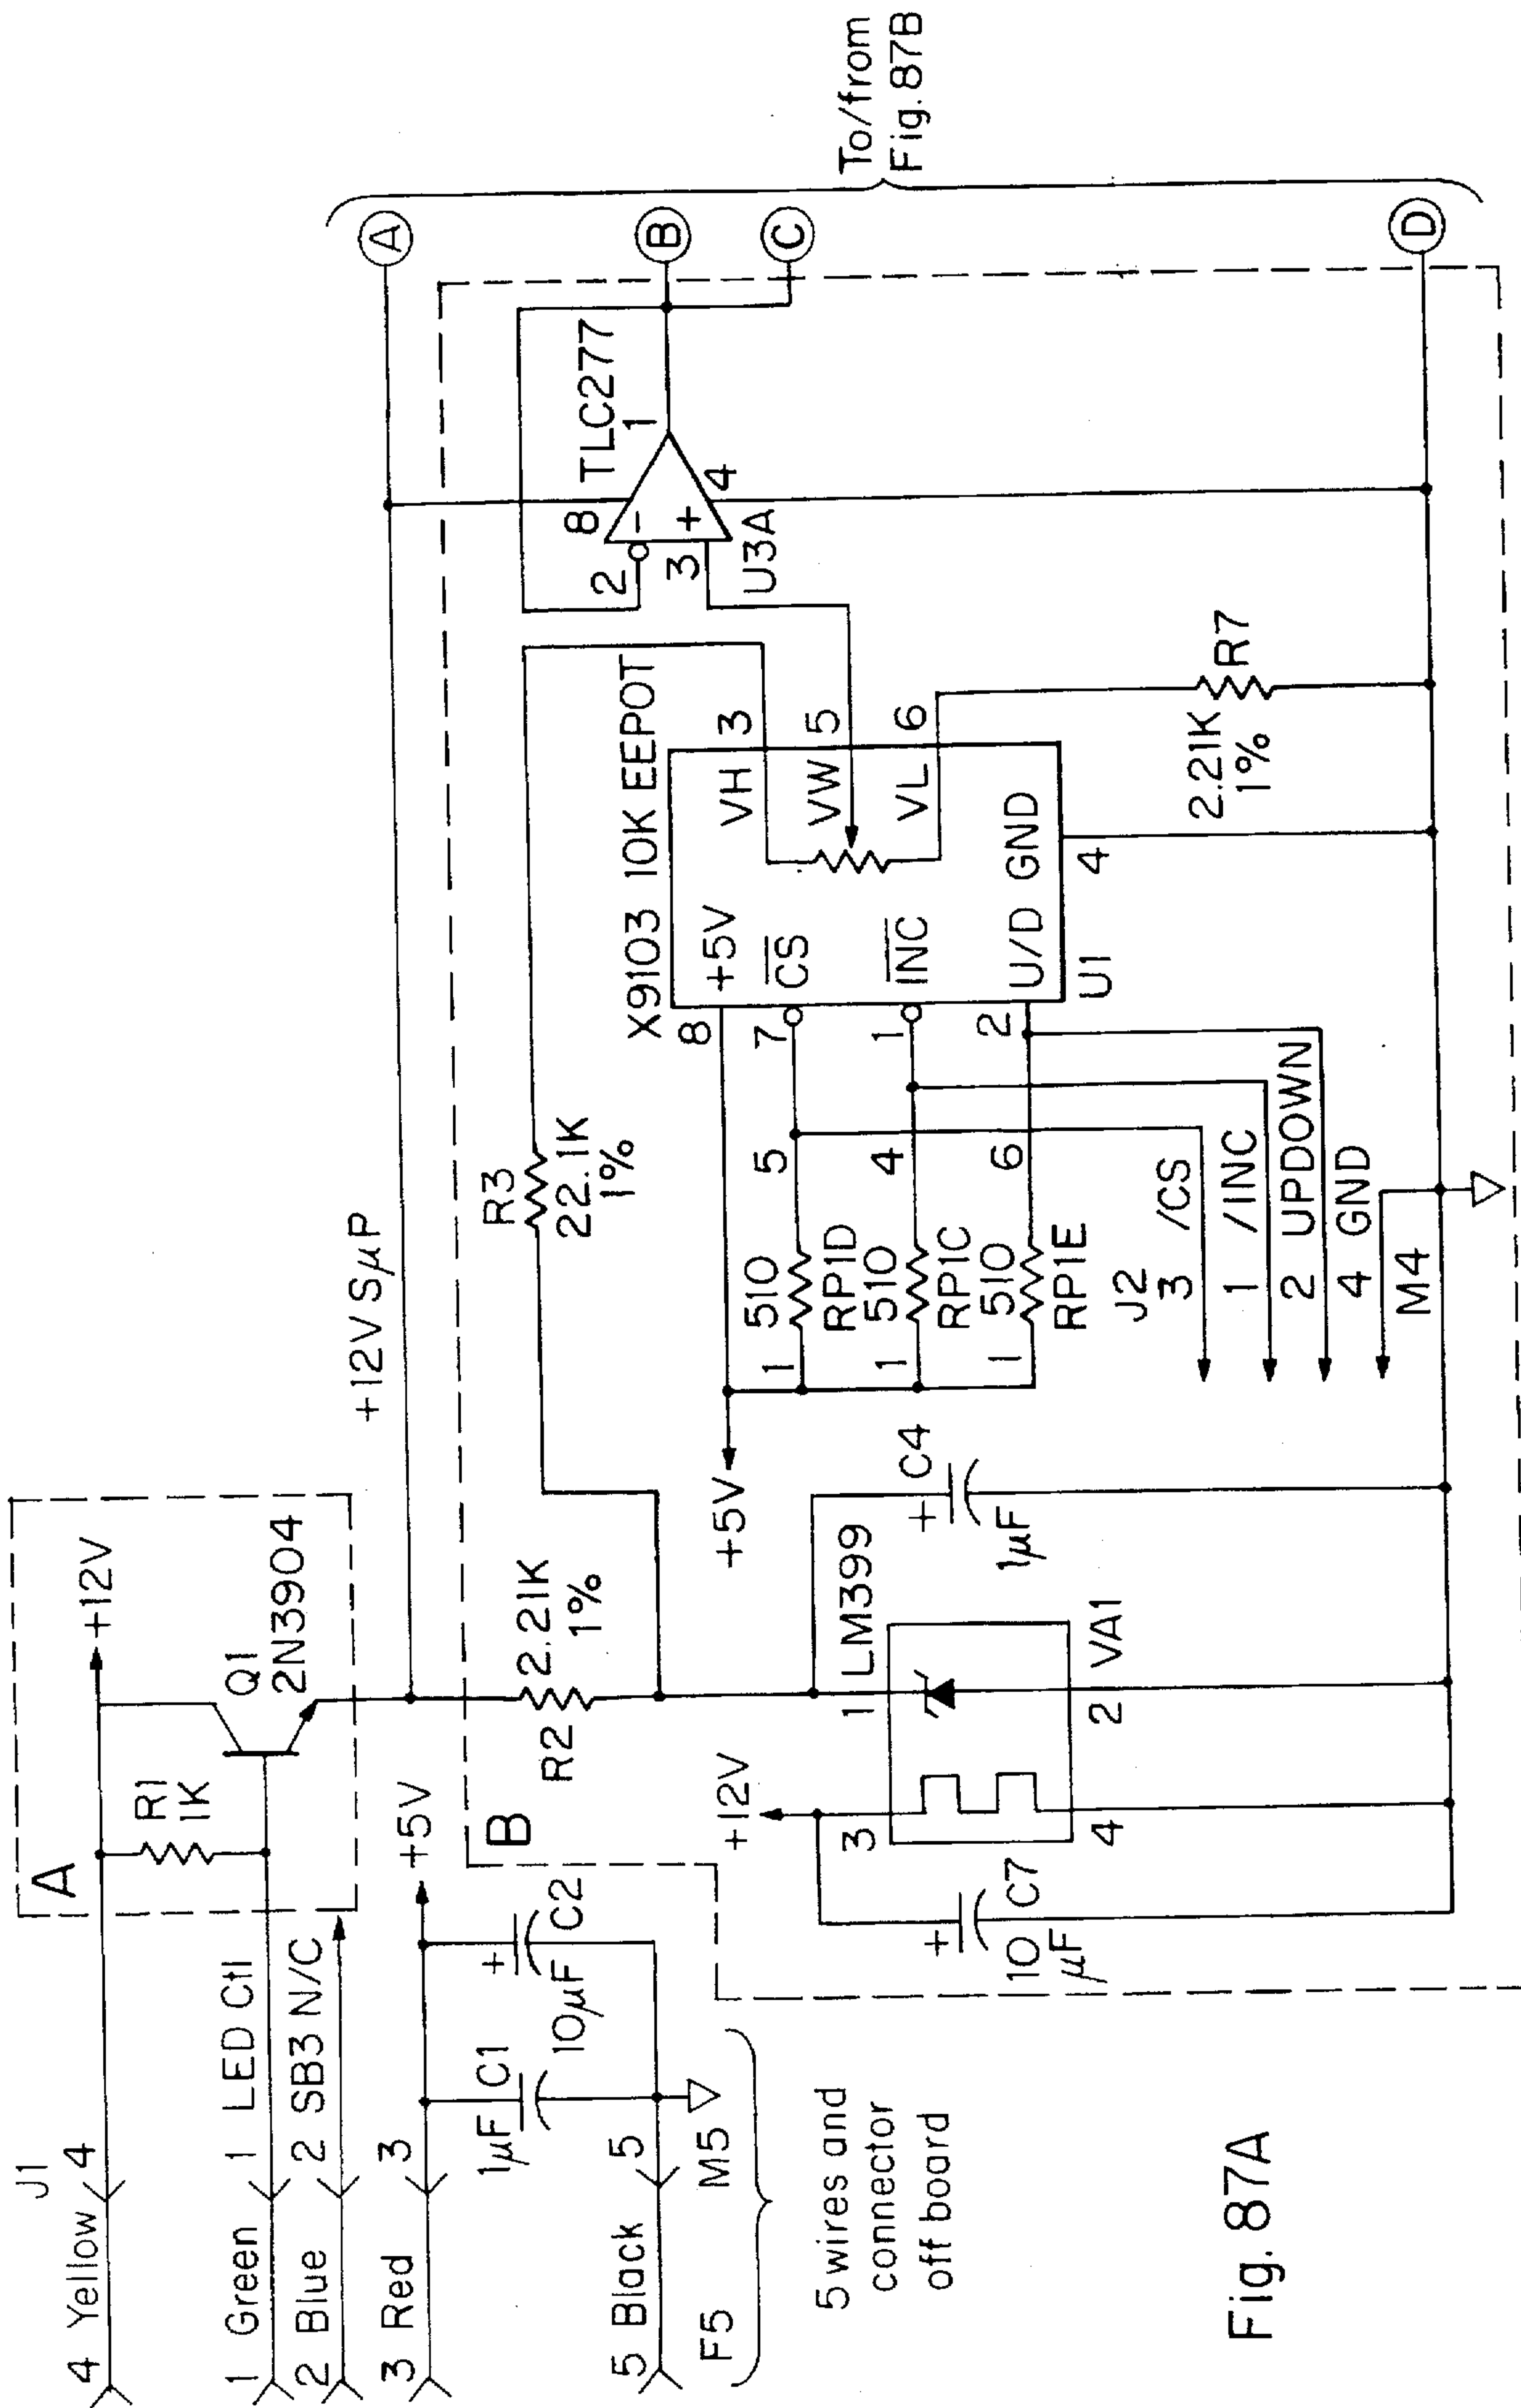 J1
4 Yellow 4
1 Green 1 LED Ctl
2 Blue 2 SB3 N/C
3 Red 3
5 Black 5
F5 M5
5 wires and
connector
off board
A
R1
1K
+12V
Q1
2N3904
+5V
1μF C1
+
10μF C2
+12V SμP
B
R2
2.21K
1%
R3
22.1K
1%
+12V
3
4
+
10
μF
C7
1 LM399
2 VA1
+ C4
1μF
+5V
1 510 5
RP1D
1 510 4
RP1C
1 510 6
RP1E
J2
3 /CS
1 /INC
2 UPDOWN
4 GND
M4
X9103 10K EEPOT
8 +5V
7 CS
1 INC
2 U/D GND
U1
4
VH 3
VW 5
VL 6
2.21K
1%
R7
8 TLC277
2 −
3 +
1
4
U3A
A
B
C
D
To/from
Fig. 87B
Fig. 87A